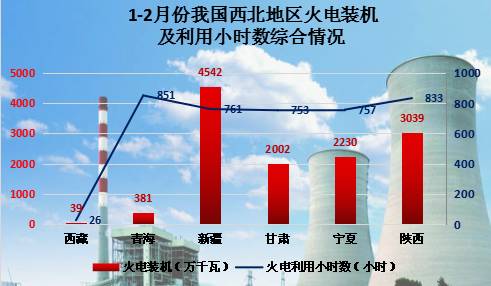 1-2月份我国西北地区火电装机
及利用小时数综合情况
5000
4000
3000
2000
1000
0
1000
800
600
400
200
0
39
381
4542
2002
2230
3039
26
851
761
753
757
833
西藏
青海
新疆
甘肃
宁夏
陕西
火电装机（万千瓦）
火电利用小时数（小时）